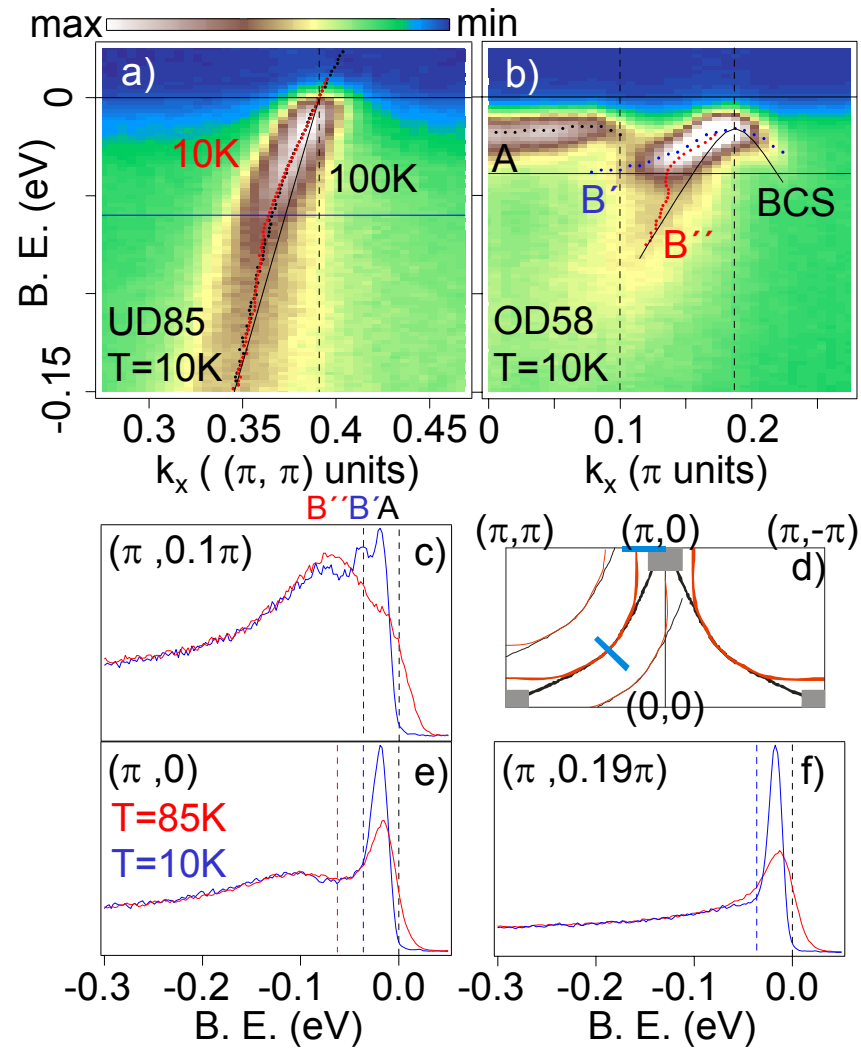 max min
a)
10K
100K
UD85
T=10K
0
-0.15
B. E. (eV)
0.3 0.35 0.4 0.45
kx ( (π, π) units)
b)
A
B´
B´´
BCS
OD58
T=10K
0 0.1 0.2
kx (π units)
B´´ B´ A
(π ,0.1π)
c)
(π,π) (π,0) (π,-π)
d)
(0,0)
(π ,0)
e)
T=85K
T=10K
(π ,0.19π)
f)
-0.3 -0.2 -0.1 0.0
B. E. (eV)
-0.3 -0.2 -0.1 0.0
B. E. (eV)